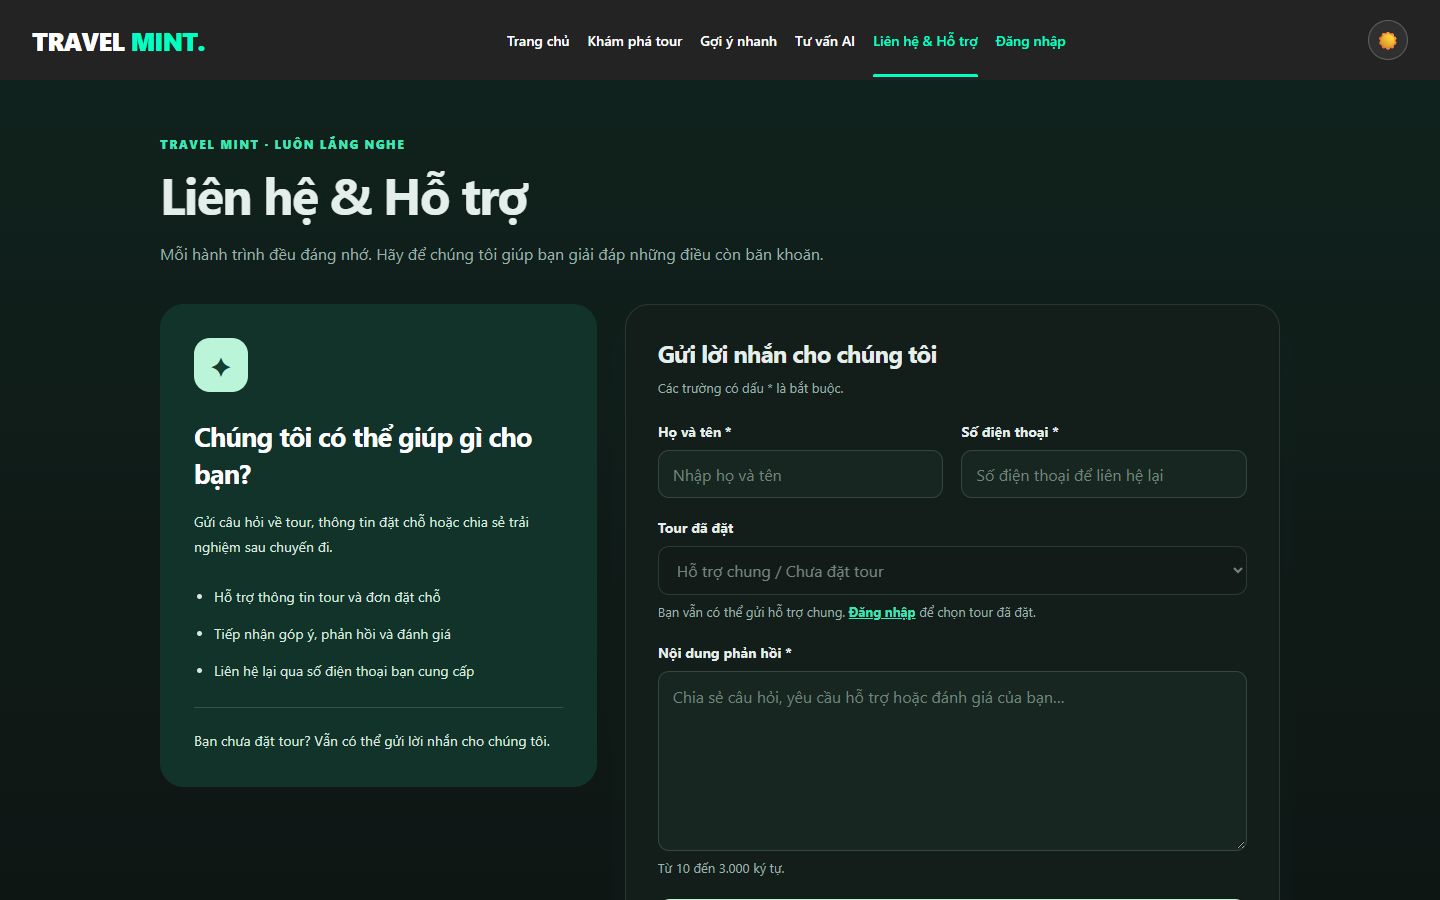 TRAVEL MINT.
Trang chủ
Khám phá tour
Gợi ý nhanh
Tư vấn AI
Liên hệ & Hỗ trợ
Đăng nhập
TRAVEL MINT · LUÔN LẮNG NGHE
Liên hệ & Hỗ trợ
Mỗi hành trình đều đáng nhớ. Hãy để chúng tôi giúp bạn giải đáp những điều còn băn khoăn.
Chúng tôi có thể giúp gì cho
bạn?
Gửi câu hỏi về tour, thông tin đặt chỗ hoặc chia sẻ trải
nghiệm sau chuyến đi.
• Hỗ trợ thông tin tour và đơn đặt chỗ
• Tiếp nhận góp ý, phản hồi và đánh giá
• Liên hệ lại qua số điện thoại bạn cung cấp
Bạn chưa đặt tour? Vẫn có thể gửi lời nhắn cho chúng tôi.
Gửi lời nhắn cho chúng tôi
Các trường có dấu * là bắt buộc.
Họ và tên *
Nhập họ và tên
Số điện thoại *
Số điện thoại để liên hệ lại
Tour đã đặt
Hỗ trợ chung / Chưa đặt tour
Bạn vẫn có thể gửi hỗ trợ chung. Đăng nhập để chọn tour đã đặt.
Nội dung phản hồi *
Chia sẻ câu hỏi, yêu cầu hỗ trợ hoặc đánh giá của bạn...
Từ 10 đến 3.000 ký tự.